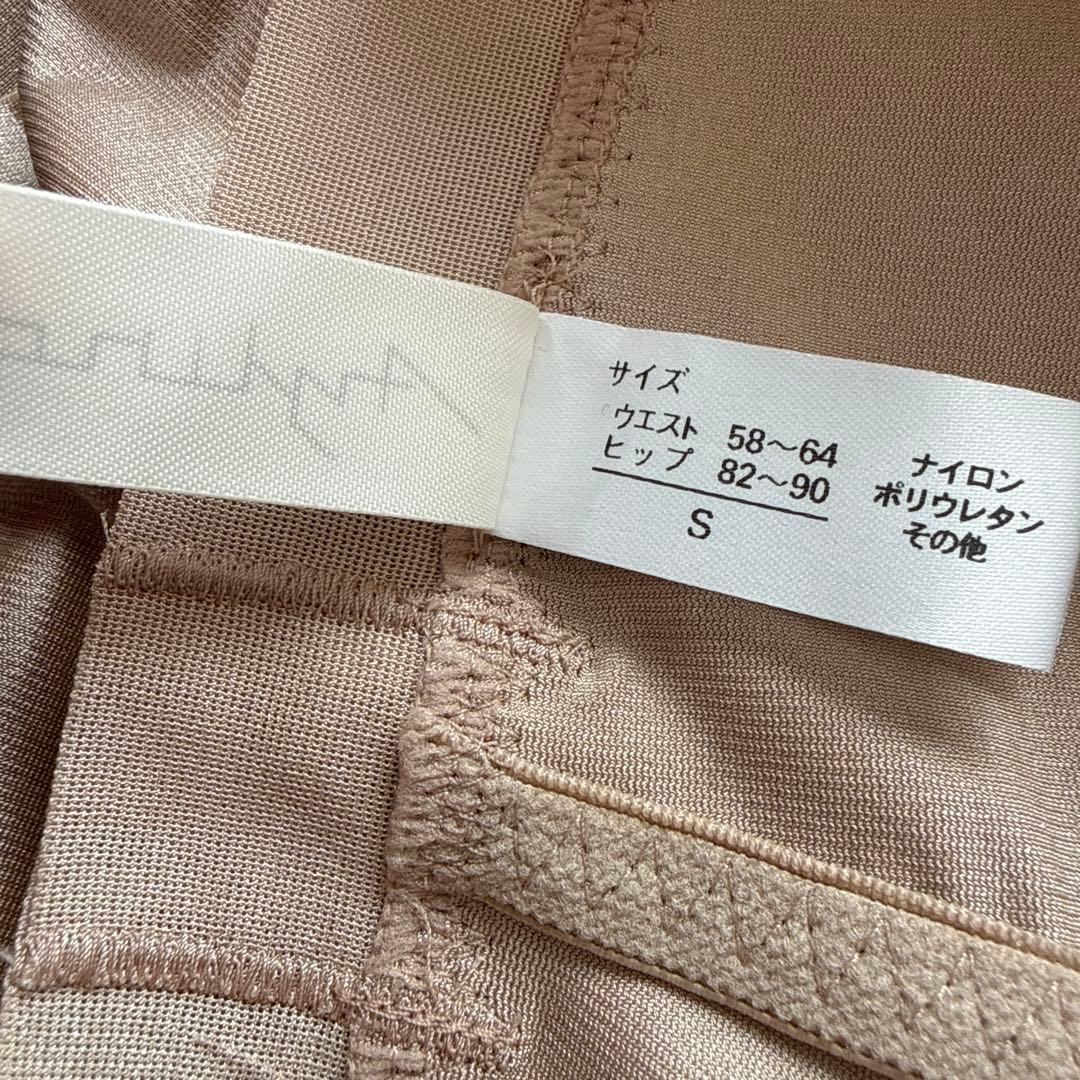 サイズ
ウエスト 58～64
ヒップ 82～90
S
ナイロン
ポリウレタン
その他